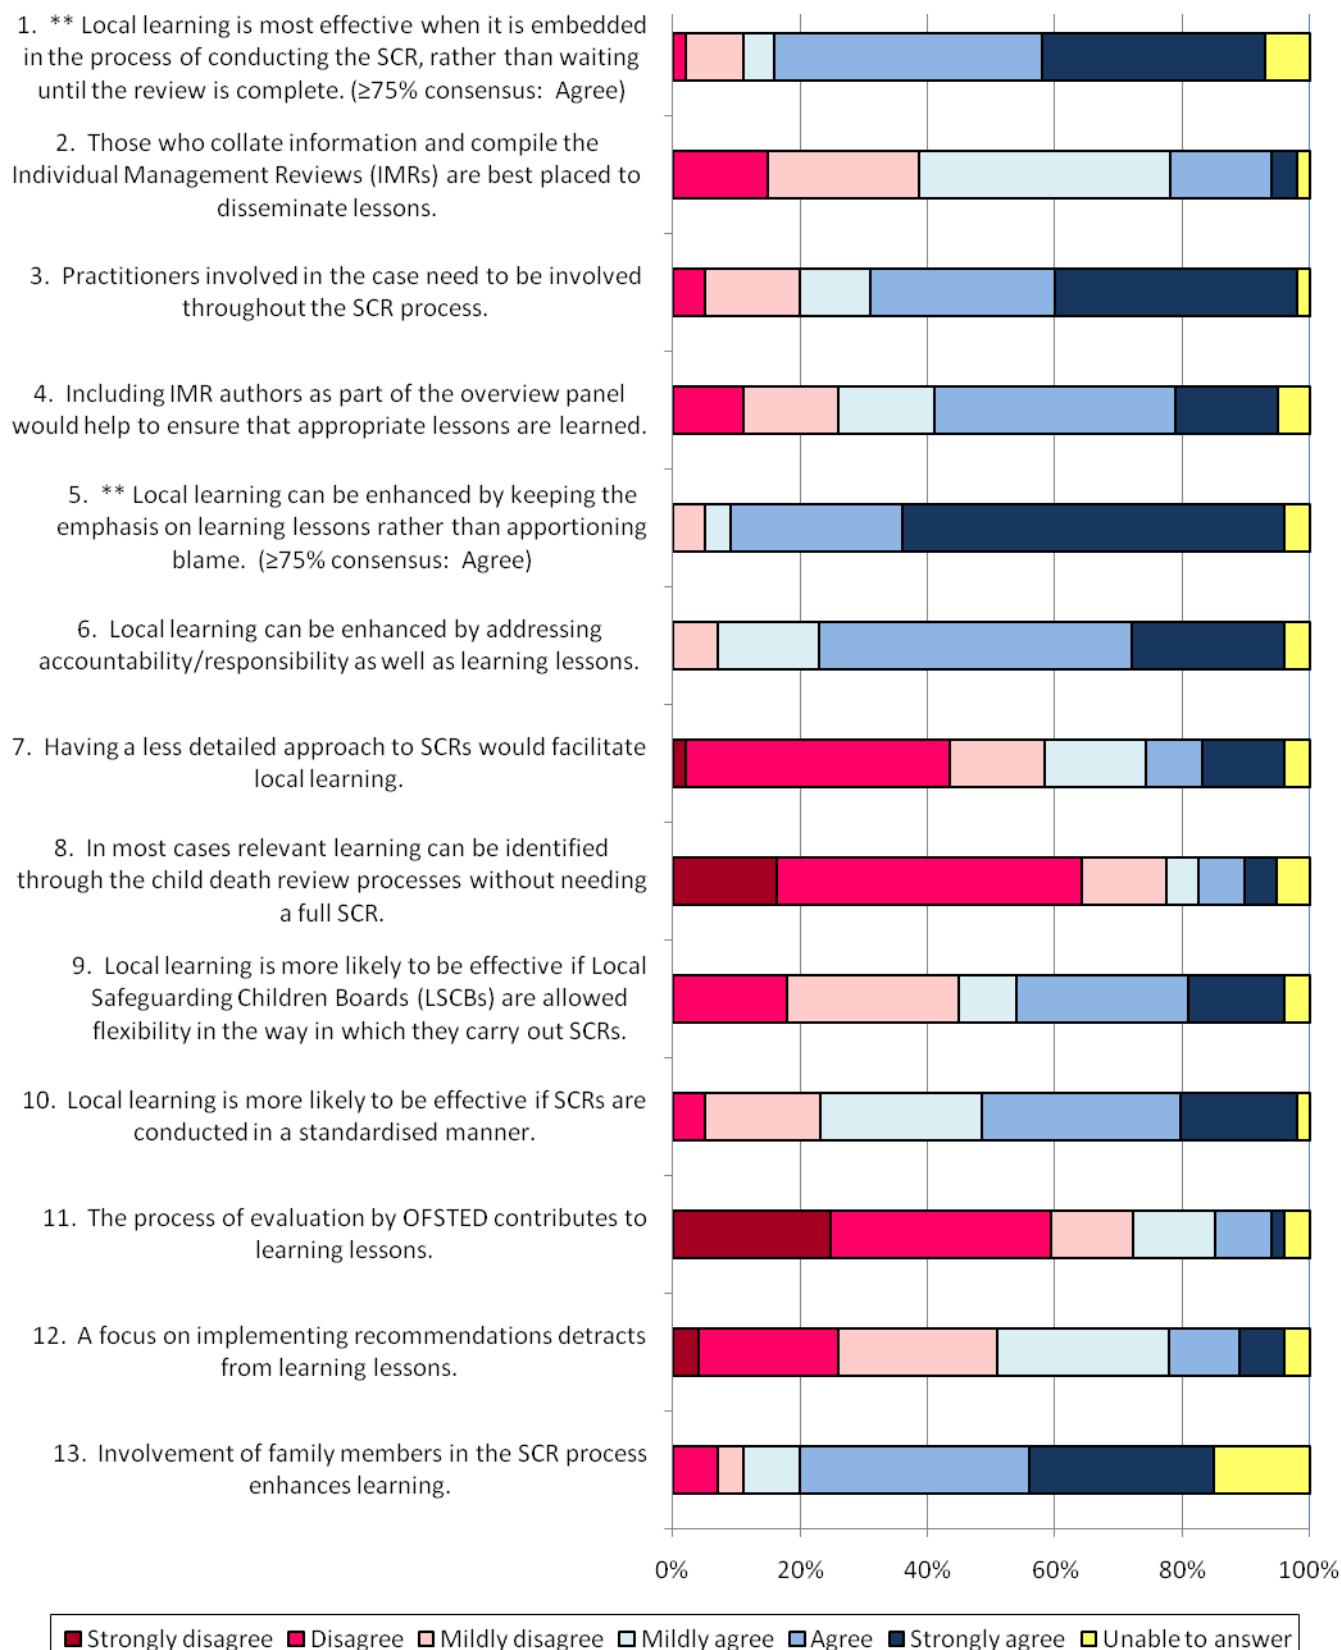 1. ** Local learning is most effective when it is embedded
in the process of conducting the SCR, rather than waiting
until the review is complete. (≥75% consensus: Agree)
2. Those who collate information and compile the
Individual Management Reviews (IMRs) are best placed to
disseminate lessons.
3. Practitioners involved in the case need to be involved
throughout the SCR process.
4. Including IMR authors as part of the overview panel
would help to ensure that appropriate lessons are learned.
5. ** Local learning can be enhanced by keeping the
emphasis on learning lessons rather than apportioning
blame. (≥75% consensus: Agree)
6. Local learning can be enhanced by addressing
accountability/responsibility as well as learning lessons.
7. Having a less detailed approach to SCRs would facilitate
local learning.
8. In most cases relevant learning can be identified
through the child death review processes without needing
a full SCR.
9. Local learning is more likely to be effective if Local
Safeguarding Children Boards (LSCBs) are allowed
flexibility in the way in which they carry out SCRs.
10. Local learning is more likely to be effective if SCRs are
conducted in a standardised manner.
11. The process of evaluation by OFSTED contributes to
learning lessons.
12. A focus on implementing recommendations detracts
from learning lessons.
13. Involvement of family members in the SCR process
enhances learning.
0% 20% 40% 60% 80% 100%
Strongly disagree Disagree Mildly disagree Mildly agree Agree Strongly agree Unable to answer